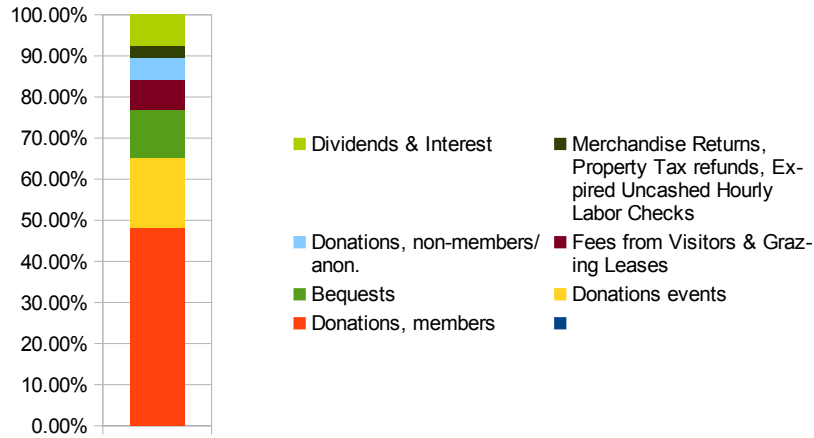 100.00%
90.00%
80.00%
70.00%
60.00%
50.00%
40.00%
30.00%
20.00%
10.00%
0.00%
Dividends & Interest
Merchandise Returns,
Property Tax refunds, Ex-
pired Uncashed Hourly
Labor Checks
Donations, non-members/
anon.
Fees from Visitors & Graz-
ing Leases
Bequests
Donations events
Donations, members